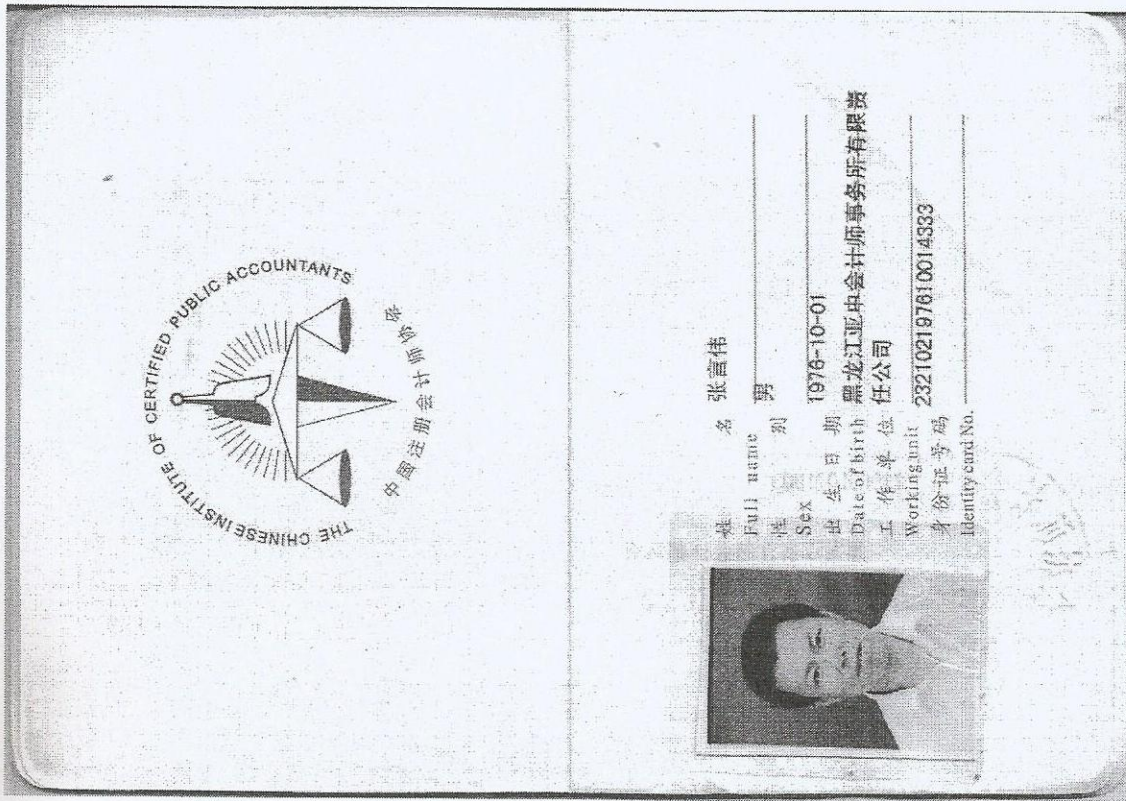 THE CHINESE INSTITUTE OF CERTIFIED PUBLIC ACCOUNTANTS
中国注册会计师协会
姓 名 张言伟
Full name
性 别 男
Sex
出生日期 1976-10-01
Date of birth
工作单位 黑龙江亚中会计师事务所有限责
任公司
Working unit
身份证号码 232102197610014333
Identity card No.